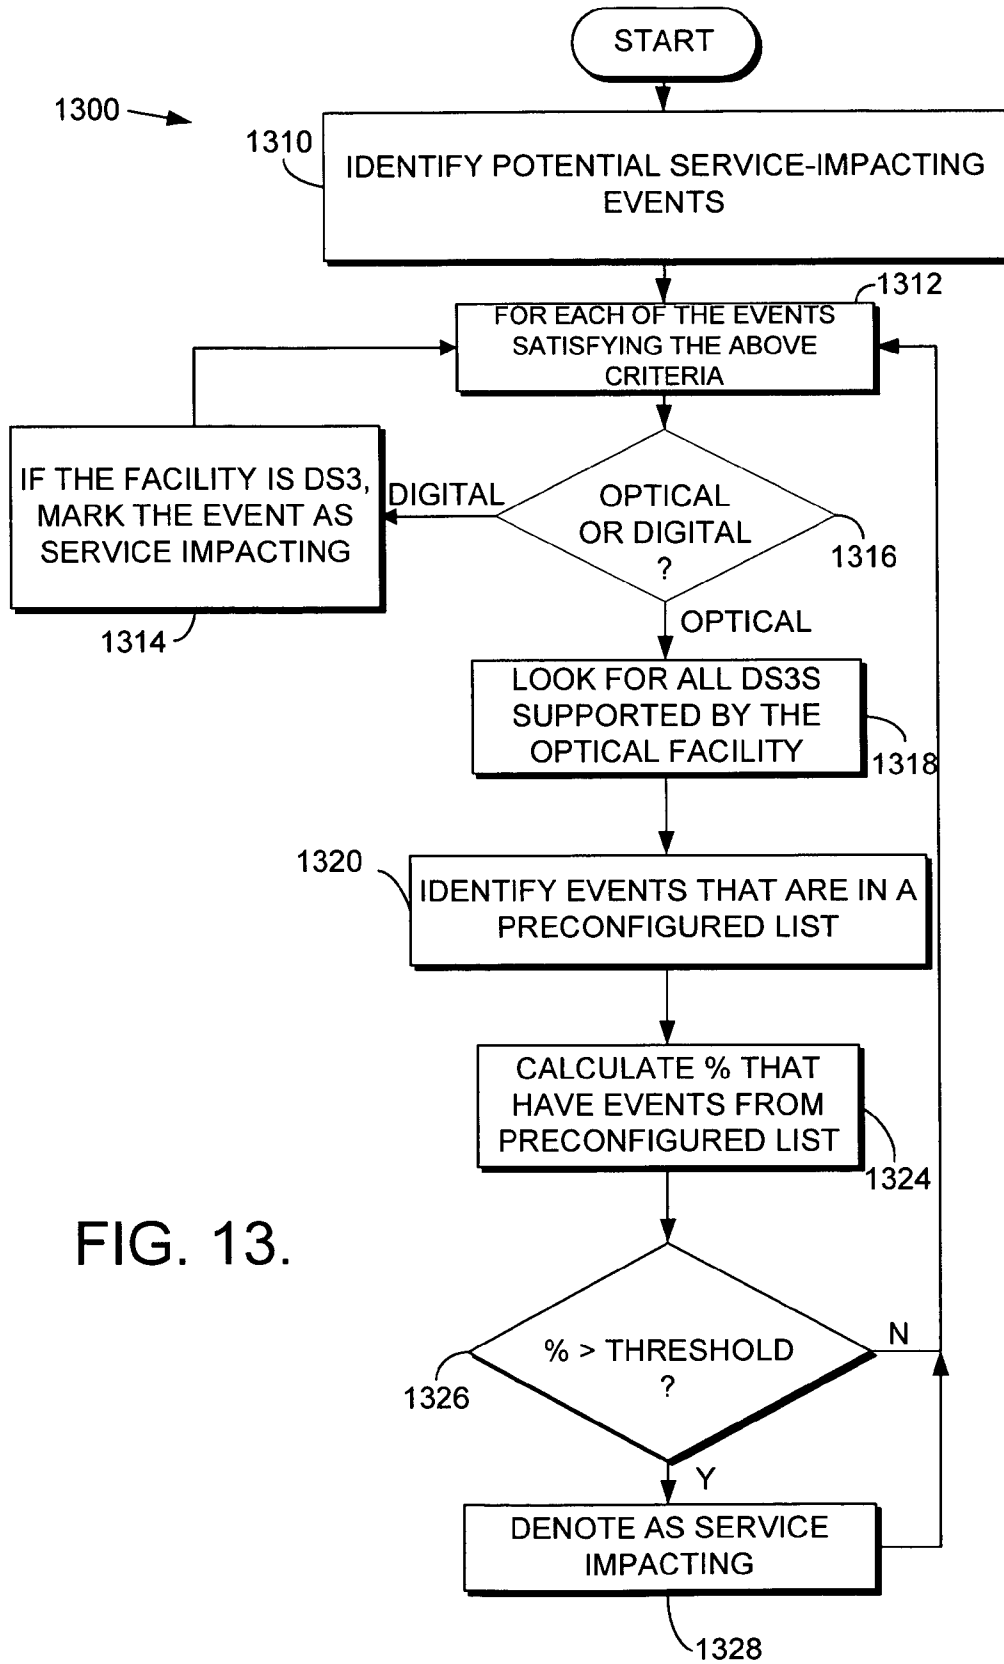 START
1300
1310
IDENTIFY POTENTIAL SERVICE-IMPACTING
EVENTS
1312
FOR EACH OF THE EVENTS
SATISFYING THE ABOVE
CRITERIA
IF THE FACILITY IS DS3,
MARK THE EVENT AS
SERVICE IMPACTING
1314
DIGITAL
OPTICAL
OR DIGITAL
?
1316
OPTICAL
LOOK FOR ALL DS3S
SUPPORTED BY THE
OPTICAL FACILITY
1318
1320
IDENTIFY EVENTS THAT ARE IN A
PRECONFIGURED LIST
CALCULATE % THAT
HAVE EVENTS FROM
PRECONFIGURED LIST
1324
FIG. 13.
% > THRESHOLD
?
N
1326
Y
DENOTE AS SERVICE
IMPACTING
1328